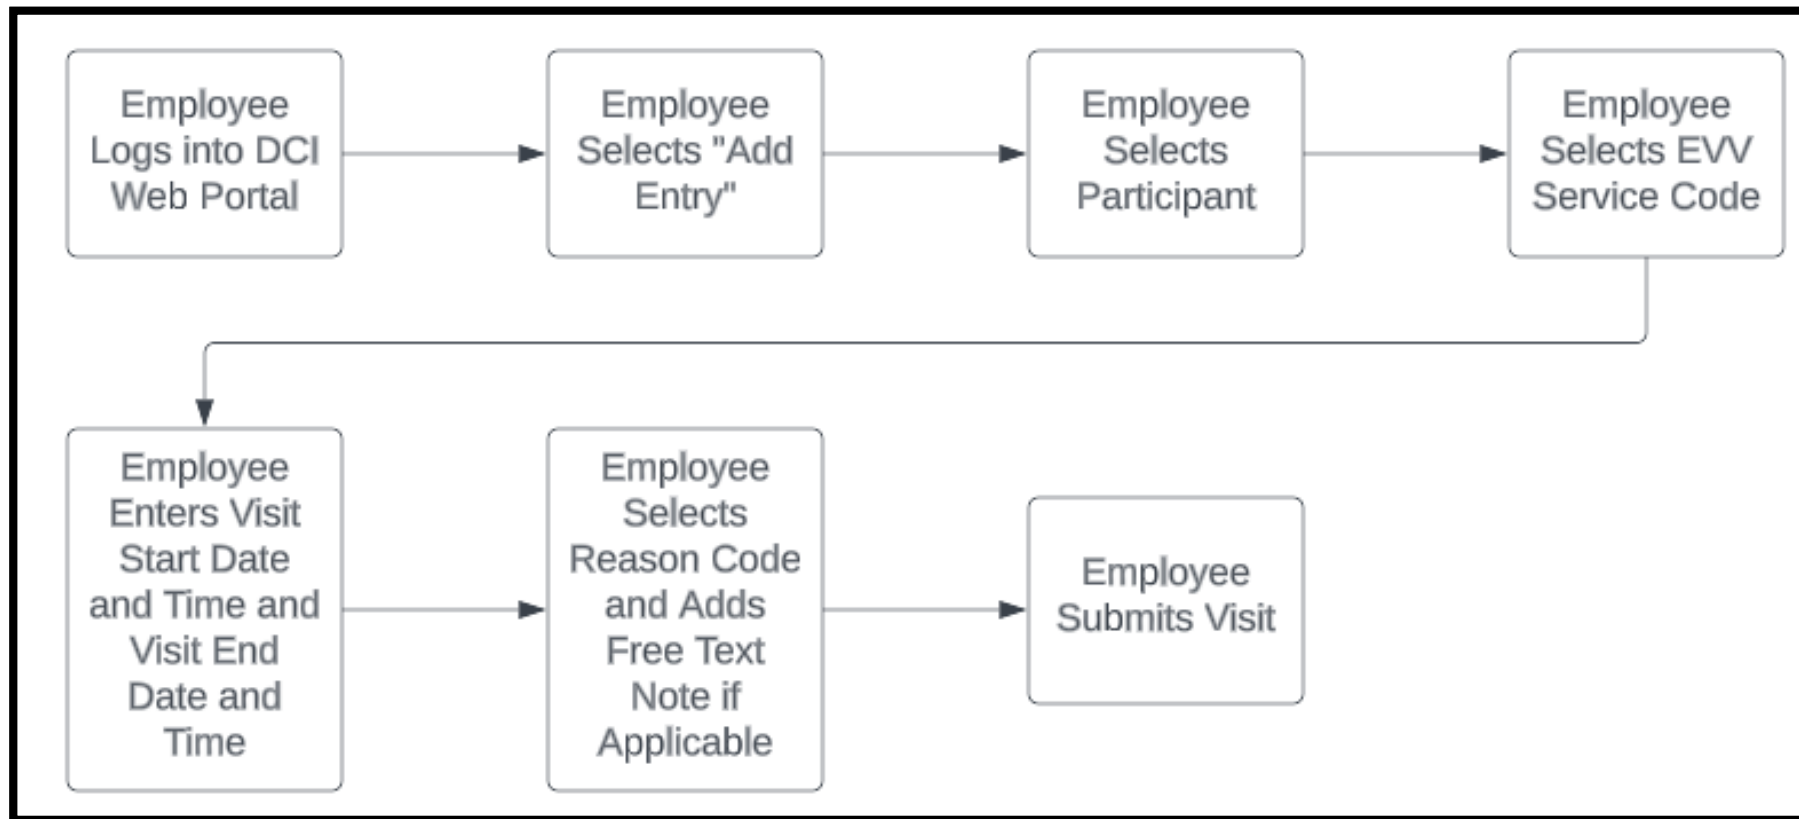 Employee
Logs into DCI
Web Portal
Employee
Selects "Add
Entry"
Employee
Selects
Participant
Employee
Selects EVV
Service Code
Employee
Enters Visit
Start Date
and Time and
Visit End
Date and
Time
Employee
Selects
Reason Code
and Adds
Free Text
Note if
Applicable
Employee
Submits Visit